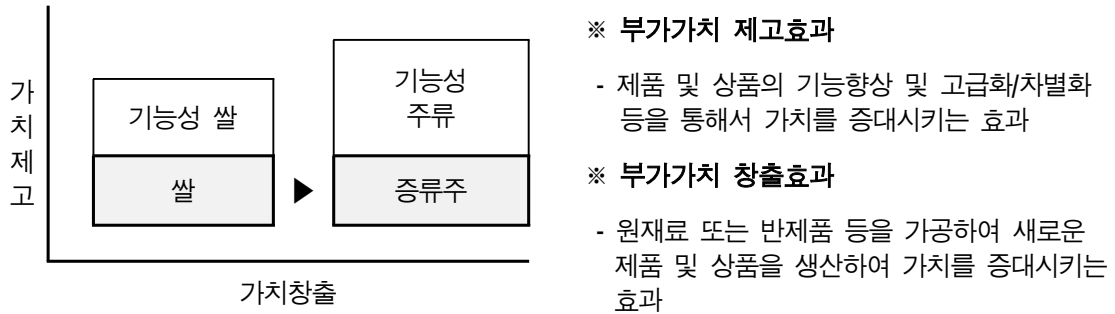 가
치
제
고
기능성 쌀
쌀
▶
기능성
주류
증류주
가치창출
※ 부가가치 제고효과
- 제품 및 상품의 기능향상 및 고급화/차별화
등을 통해서 가치를 증대시키는 효과
※ 부가가치 창출효과
- 원재료 또는 반제품 등을 가공하여 새로운
제품 및 상품을 생산하여 가치를 증대시키는
효과